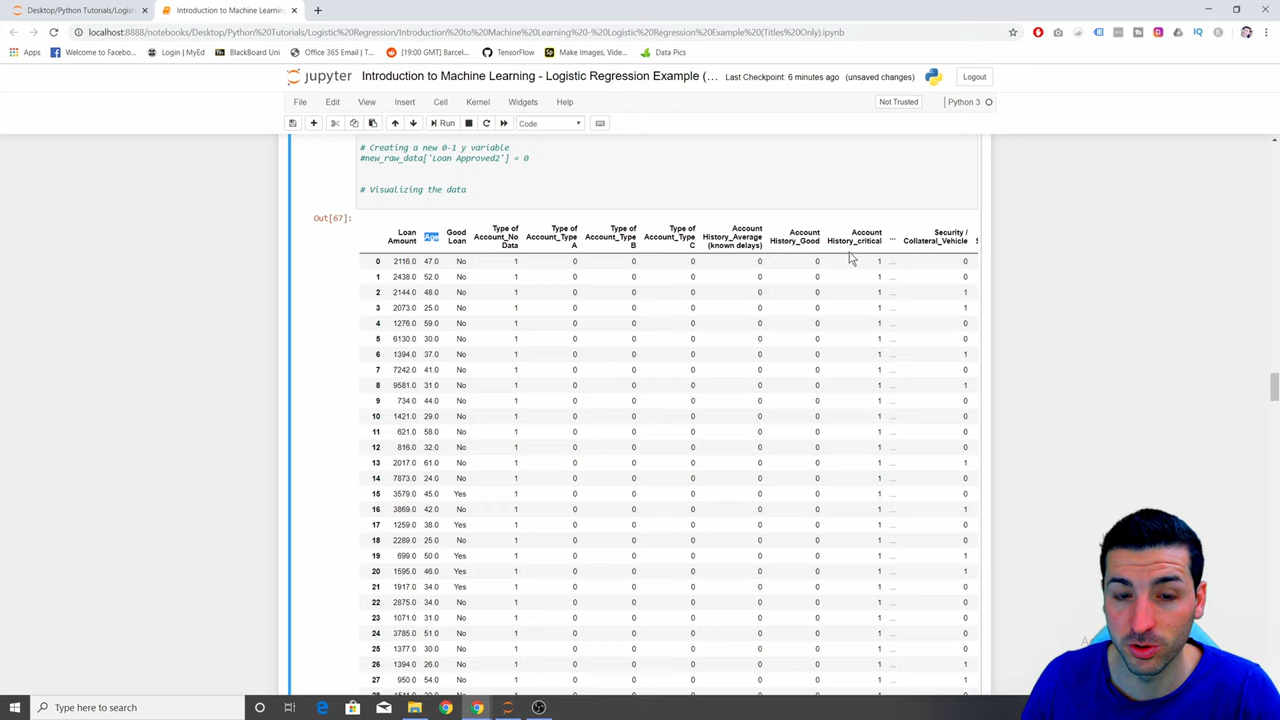 Desktop/Python Tutorials/Logisti
Introduction to Machine Learning
localhost:8888/notebooks/Desktop/Python%20Tutorials/Logistic%20Regression/Introduction%20to%20Machine%20Learning%20-%20Logistic%20Regression%20Example%20(Titles%20Only).ipynb
Apps Welcome to Facebo... Login | MyEd BlackBoard Uni Office 365 Email | T... [19:00 GMT] Barcel... TensorFlow Make Images, Vide... Data Pics
jupyter Introduction to Machine Learning - Logistic Regression Example (... Last Checkpoint: 6 minutes ago (unsaved changes) Logout
File Edit View Insert Cell Kernel Widgets Help Not Trusted Python 3
Run Code
# Creating a new 0-1 y variable
#new_raw_data['Loan Approved2'] = 0
# Visualizing the data
Out[67]:
Loan Amount Age Good Loan Type of Account_No Data Type of Account_Type A Type of Account_Type B Type of Account_Type C Account History_Average (known delays) Account History_Good Account History_critical ... Security / Collateral_Vehicle S
0 2116.0 47.0 No 1 0 0 0 0 0 1 ... 0
1 2438.0 52.0 No 1 0 0 0 0 0 1 ... 0
2 2144.0 48.0 No 1 0 0 0 0 0 1 ... 1
3 2073.0 25.0 No 1 0 0 0 0 0 1 ... 1
4 1276.0 59.0 No 1 0 0 0 0 0 1 ... 0
5 6130.0 30.0 No 1 0 0 0 0 0 1 ... 0
6 1394.0 37.0 No 1 0 0 0 0 0 1 ... 1
7 7242.0 41.0 No 1 0 0 0 0 0 1 ... 0
8 9581.0 31.0 No 1 0 0 0 0 0 1 ... 1
9 734.0 44.0 No 1 0 0 0 0 0 1 ... 0
10 1421.0 29.0 No 1 0 0 0 0 0 1 ... 0
11 621.0 58.0 No 1 0 0 0 0 0 1 ... 0
12 816.0 32.0 No 1 0 0 0 0 0 1 ... 0
13 2017.0 61.0 No 1 0 0 0 0 0 1 ... 1
14 7873.0 24.0 No 1 0 0 0 0 0 1 ... 0
15 3579.0 45.0 Yes 1 0 0 0 0 0 1 ... 0
16 3869.0 42.0 No 1 0 0 0 0 0 1 ... 1
17 1259.0 38.0 Yes 1 0 0 0 0 0 1 ... 0
18 2289.0 25.0 No 1 0 0 0 0 0 1 ... 0
19 699.0 50.0 Yes 1 0 0 0 0 0 1 ... 1
20 1595.0 46.0 Yes 1 0 0 0 0 0 1 ... 1
21 1917.0 34.0 Yes 1 0 0 0 0 0 1 ... 0
22 2875.0 34.0 No 1 0 0 0 0 0 1 ... 0
23 1071.0 31.0 No 1 0 0 0 0 0 1 ... 0
24 3785.0 51.0 No 1 0 0 0 0 0 1 ... 0
25 1377.0 30.0 No 1 0 0 0 0 0 1 ... 0
26 1394.0 26.0 No 1 0 0 0 0 0 1 ... 1
27 950.0 54.0 No 1 0 0 0 0 0 1 ... 0
Type here to search